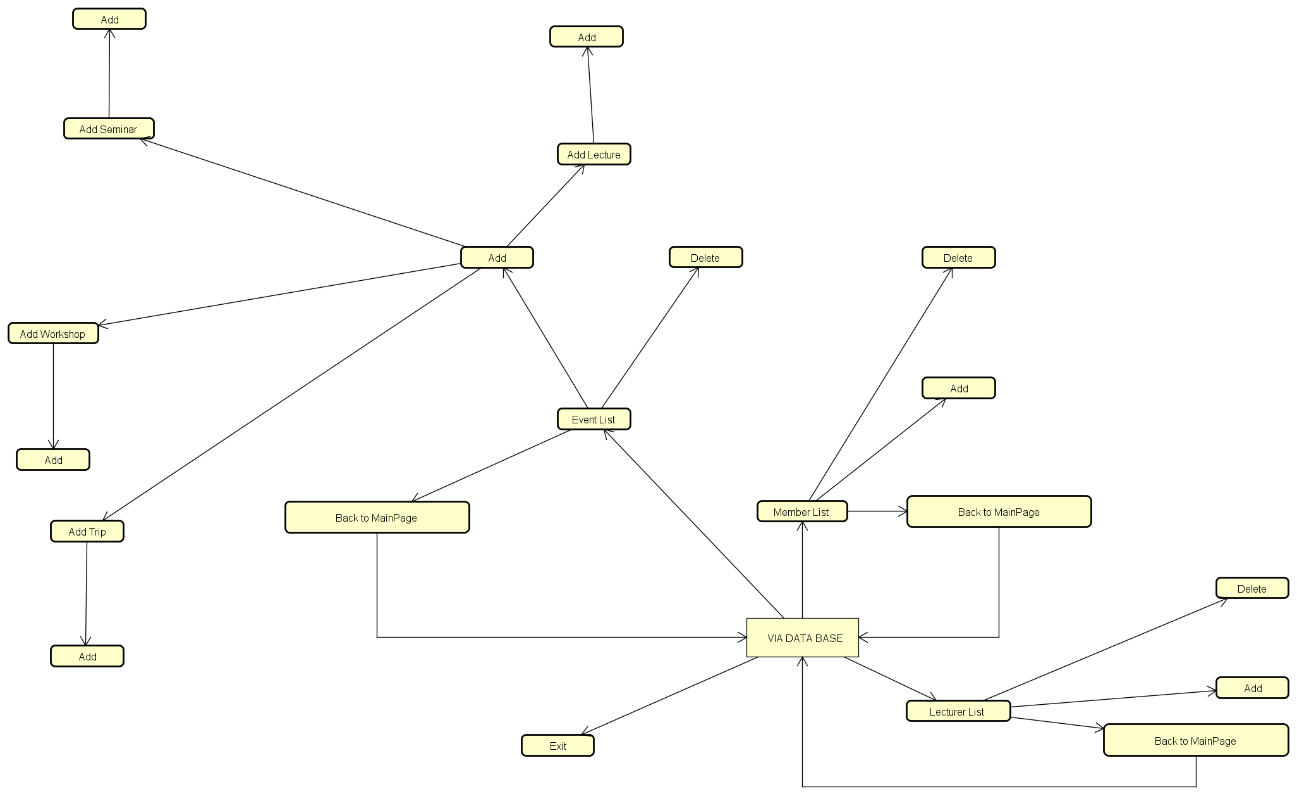 Add
Add
Add Seminar
Add Lecture
Add
Delete
Delete
Add Workshop
Add
Event List
Add
Member List
Back to MainPage
Back to MainPage
Add Trip
Delete
VIA DATA BASE
Add
Add
Lecturer List
Back to MainPage
Exit